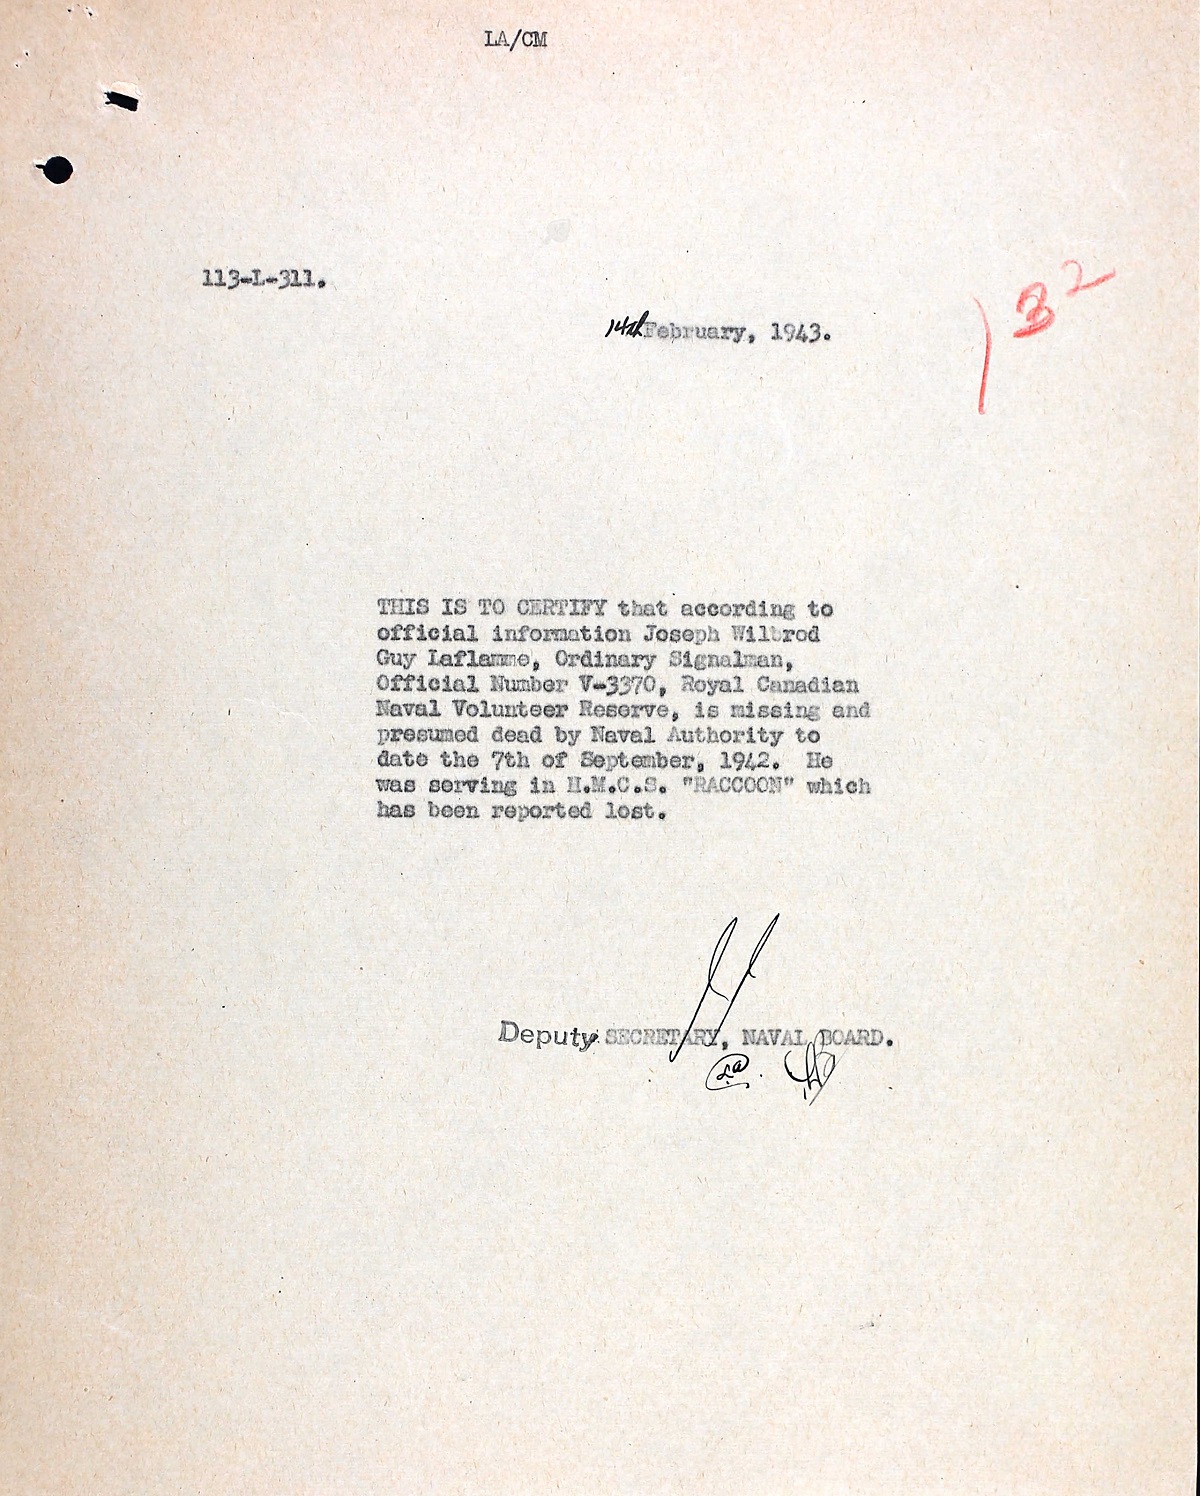 LA/CM
113-L-311.
14th February, 1943.
32
THIS IS TO CERTIFY that according to
official information Joseph Wilbrod
Guy Laflamme, Ordinary Signalman,
Official Number V-3370, Royal Canadian
Naval Volunteer Reserve, is missing and
presumed dead by Naval Authority to
date the 7th of September, 1942.  He
was serving in H.M.C.S. "RACCOON" which
has been reported lost.
Deputy SECRETARY, NAVAL BOARD.